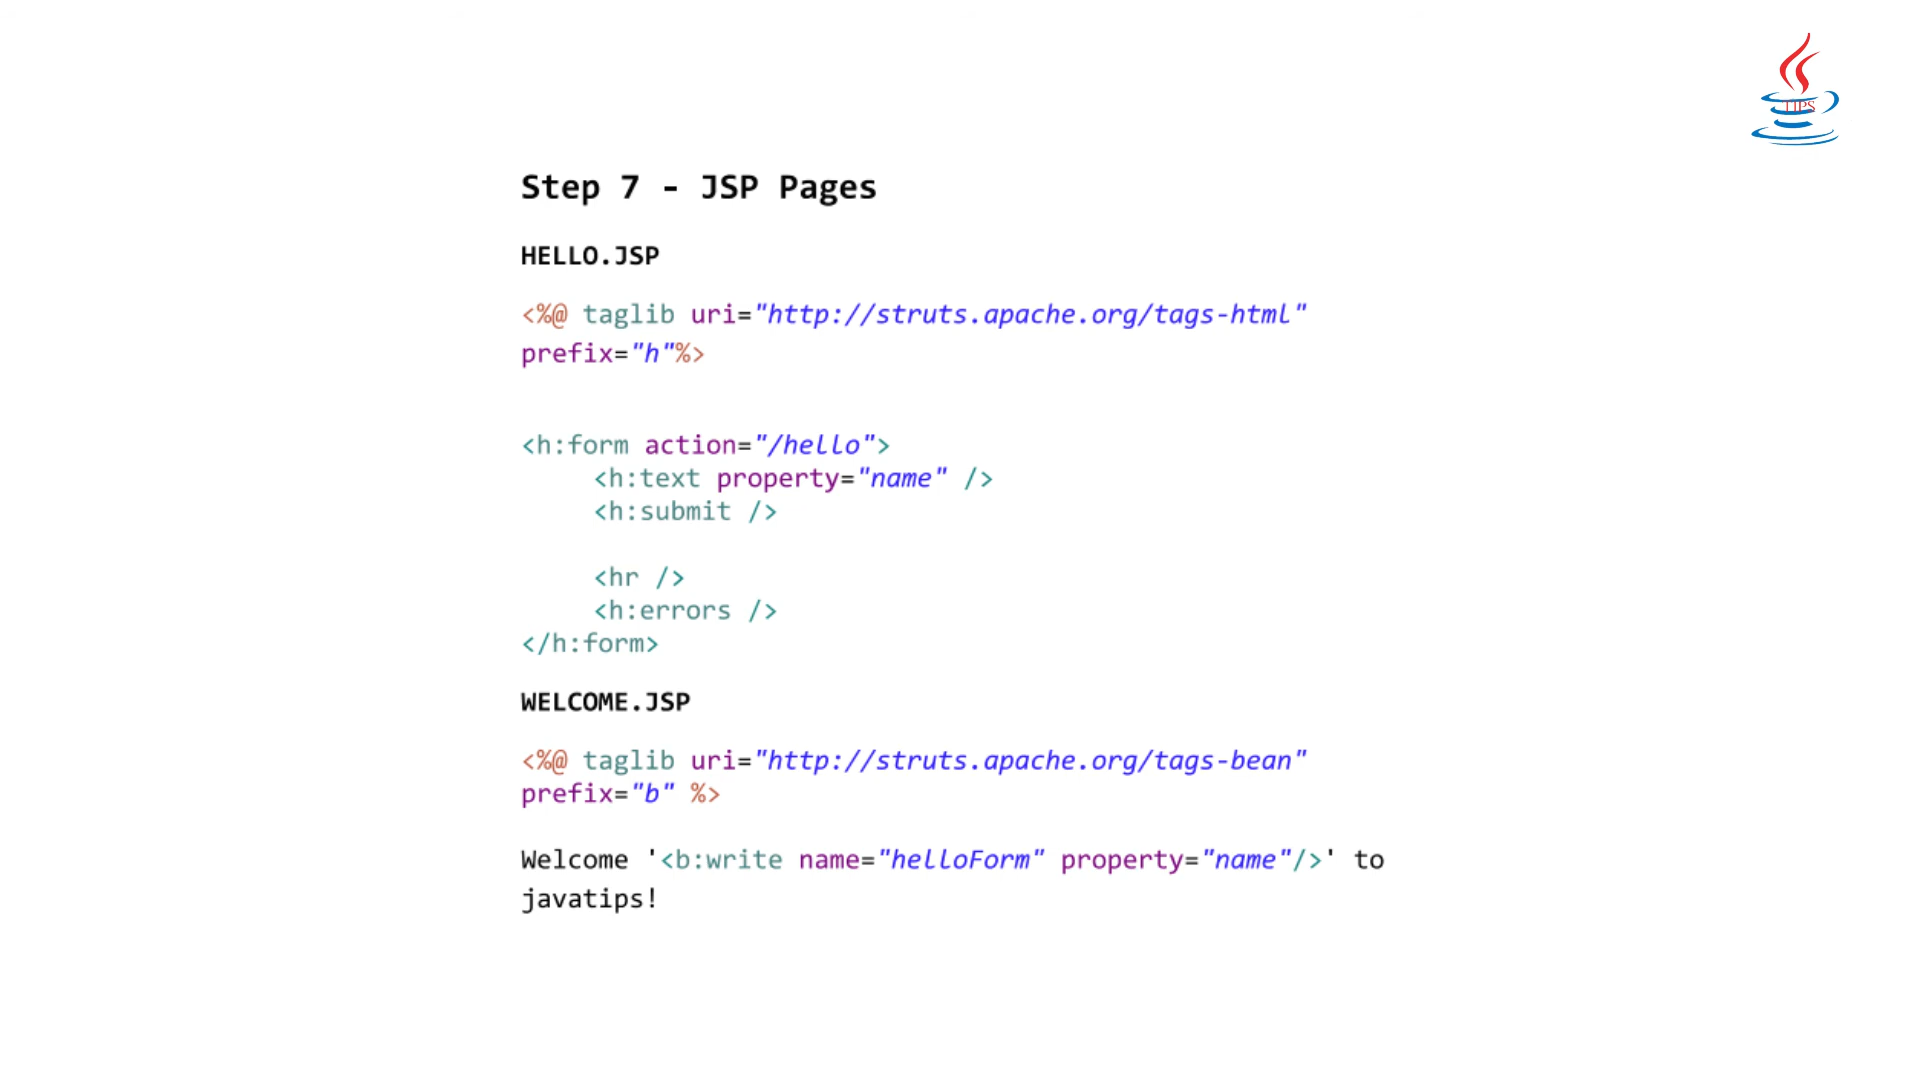 TIPS
Step 7 - JSP Pages
HELLO.JSP
<%@ taglib uri="http://struts.apache.org/tags-html"
prefix="h"%>
<h:form action="/hello">
<h:text property="name" />
<h:submit />
<hr />
<h:errors />
</h:form>
WELCOME.JSP
<%@ taglib uri="http://struts.apache.org/tags-bean"
prefix="b" %>
Welcome '<b:write name="helloForm" property="name"/>' to
javatips!